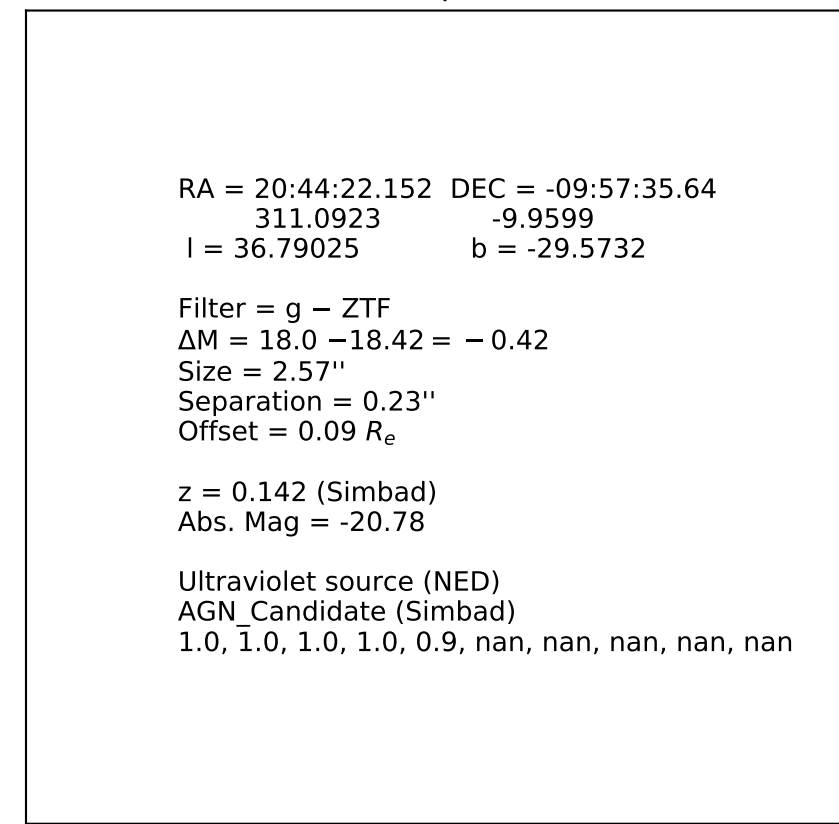 RA = 20:44:22.152 DEC = -09:57:35.64
311.0923 -9.9599
l = 36.79025 b = -29.5732
Filter = g − ZTF
ΔM = 18.0 −18.42 = − 0.42
Size = 2.57''
Separation = 0.23''
Offset = 0.09 Re
z = 0.142 (Simbad)
Abs. Mag = -20.78
Ultraviolet source (NED)
AGN_Candidate (Simbad)
1.0, 1.0, 1.0, 1.0, 0.9, nan, nan, nan, nan, nan